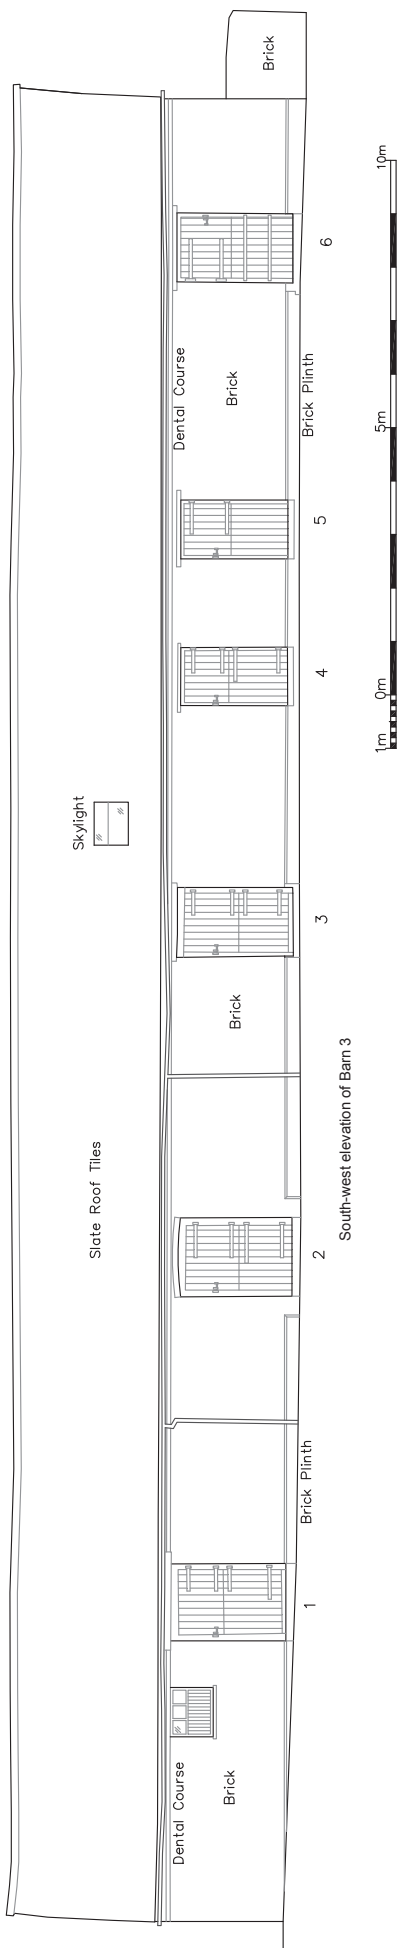 Slate Roof Tiles
Skylight
Dental Course
Brick
Brick
Dental Course
Brick
Brick
Brick Plinth
Brick Plinth
1
2
3
4
5
6
South-west elevation of Barn 3
1m
0m
5m
10m